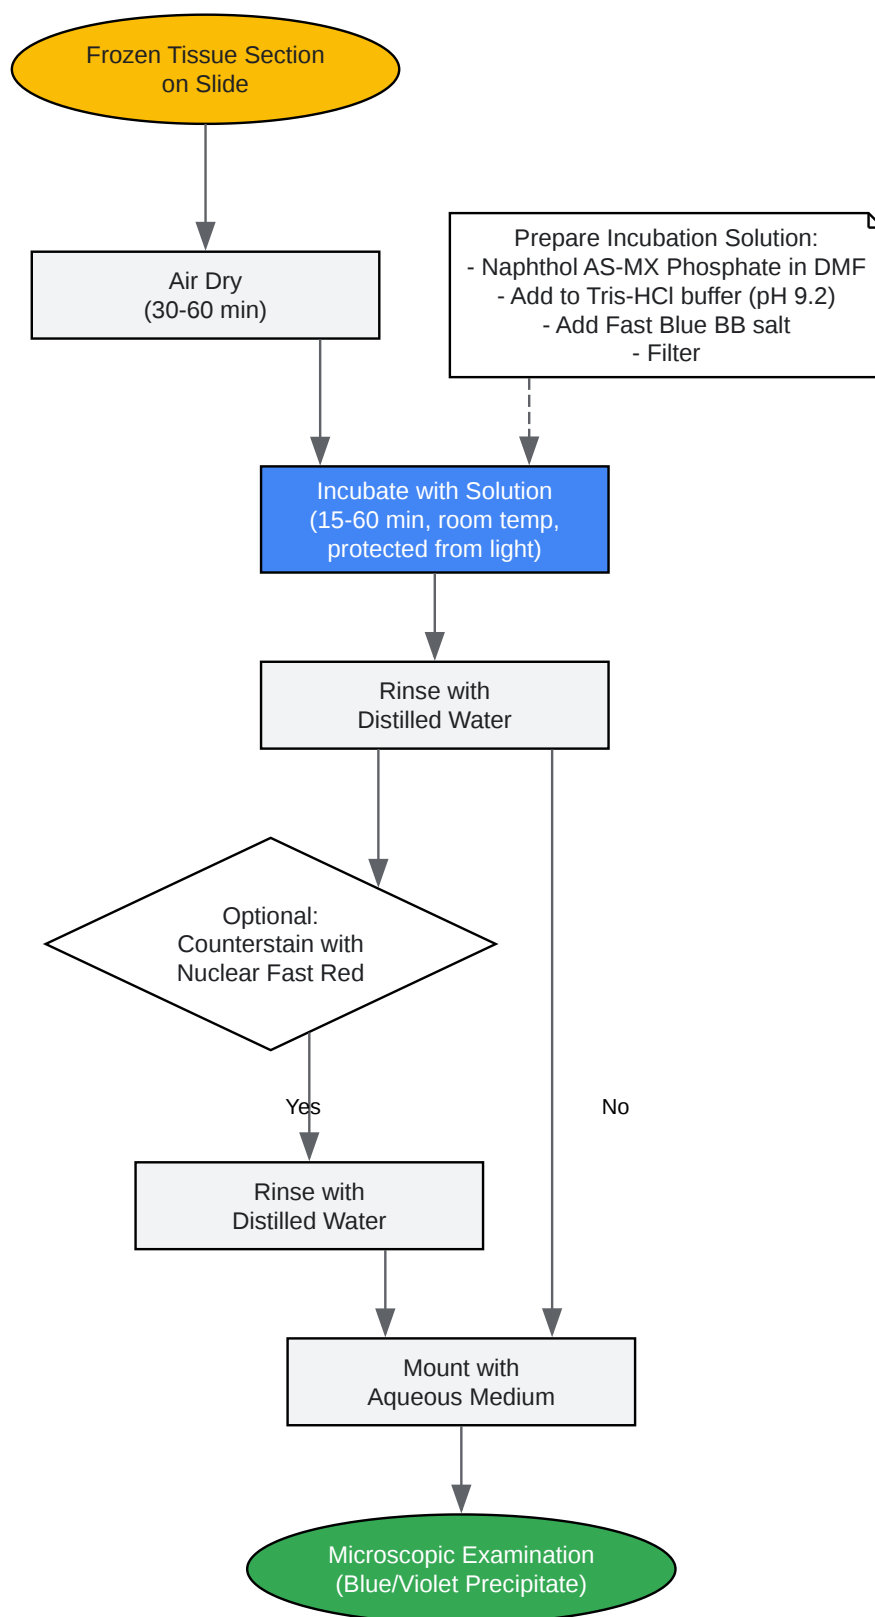 Frozen Tissue Section
on Slide
Air Dry
(30-60 min)
Prepare Incubation Solution:
- Naphthol AS-MX Phosphate in DMF
- Add to Tris-HCl buffer (pH 9.2)
- Add Fast Blue BB salt
- Filter
Incubate with Solution
(15-60 min, room temp,
protected from light)
Rinse with
Distilled Water
Optional:
Counterstain with
Nuclear Fast Red
Yes
No
Rinse with
Distilled Water
Mount with
Aqueous Medium
Microscopic Examination
(Blue/Violet Precipitate)